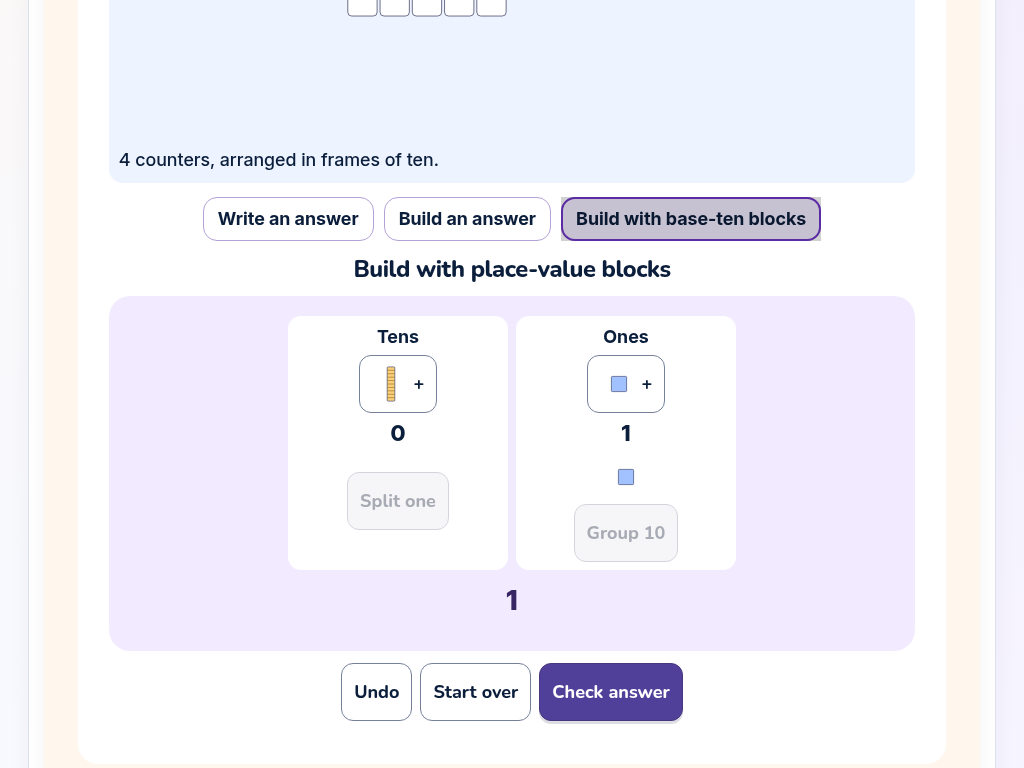 4 counters, arranged in frames of ten.
Write an answer
Build an answer
Build with base-ten blocks
Build with place-value blocks
Tens
Ones
+
+
0
1
Split one
Group 10
1
Undo
Start over
Check answer